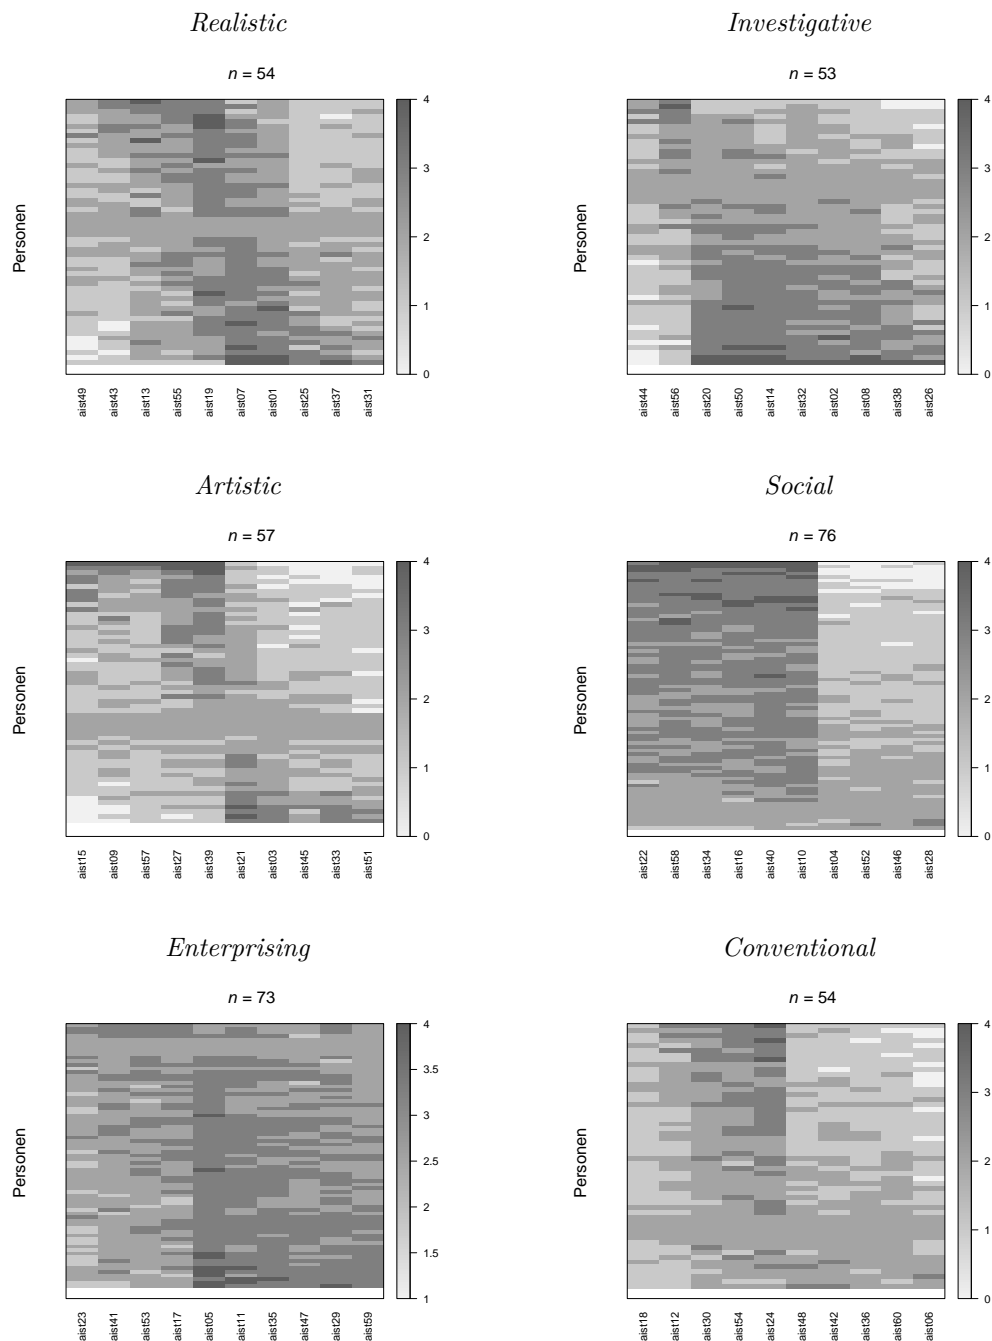 Realistic
n = 54
Personen
4
3
2
1
0
aist49 aist43 aist13 aist55 aist19 aist07 aist01 aist25 aist37 aist31
Investigative
n = 53
Personen
4
3
2
1
0
aist44 aist56 aist20 aist50 aist14 aist32 aist02 aist08 aist38 aist26
Artistic
n = 57
Personen
4
3
2
1
0
aist15 aist09 aist57 aist27 aist39 aist21 aist03 aist45 aist33 aist51
Social
n = 76
Personen
4
3
2
1
0
aist22 aist58 aist34 aist16 aist40 aist10 aist04 aist52 aist46 aist28
Enterprising
n = 73
Personen
4
3.5
3
2.5
2
1.5
1
aist23 aist41 aist53 aist17 aist05 aist11 aist35 aist47 aist29 aist59
Conventional
n = 54
Personen
4
3
2
1
0
aist18 aist12 aist30 aist54 aist24 aist48 aist42 aist36 aist60 aist06